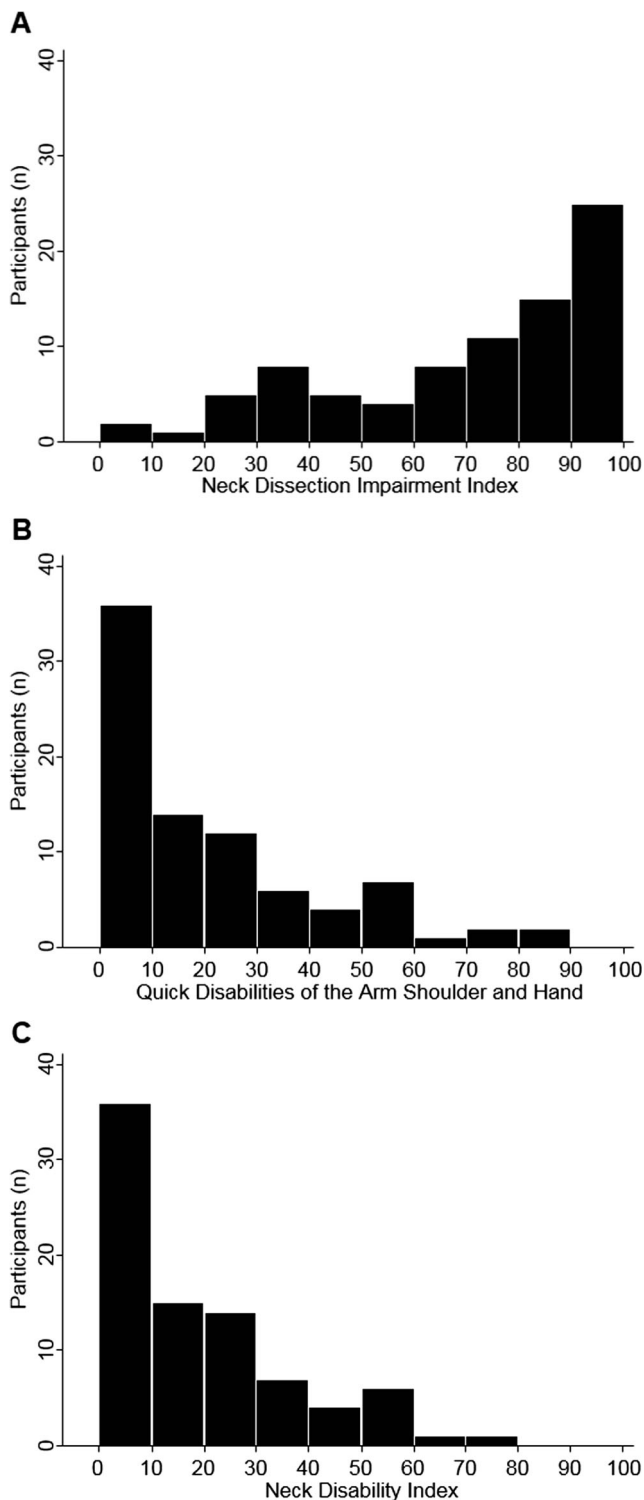 A
40
30
20
10
0
Participants (n)
0 10 20 30 40 50 60 70 80 90 100
Neck Dissection Impairment Index
B
40
30
20
10
0
Participants (n)
0 10 20 30 40 50 60 70 80 90 100
Quick Disabilities of the Arm Shoulder and Hand
C
40
30
20
10
0
Participants (n)
0 10 20 30 40 50 60 70 80 90 100
Neck Disability Index